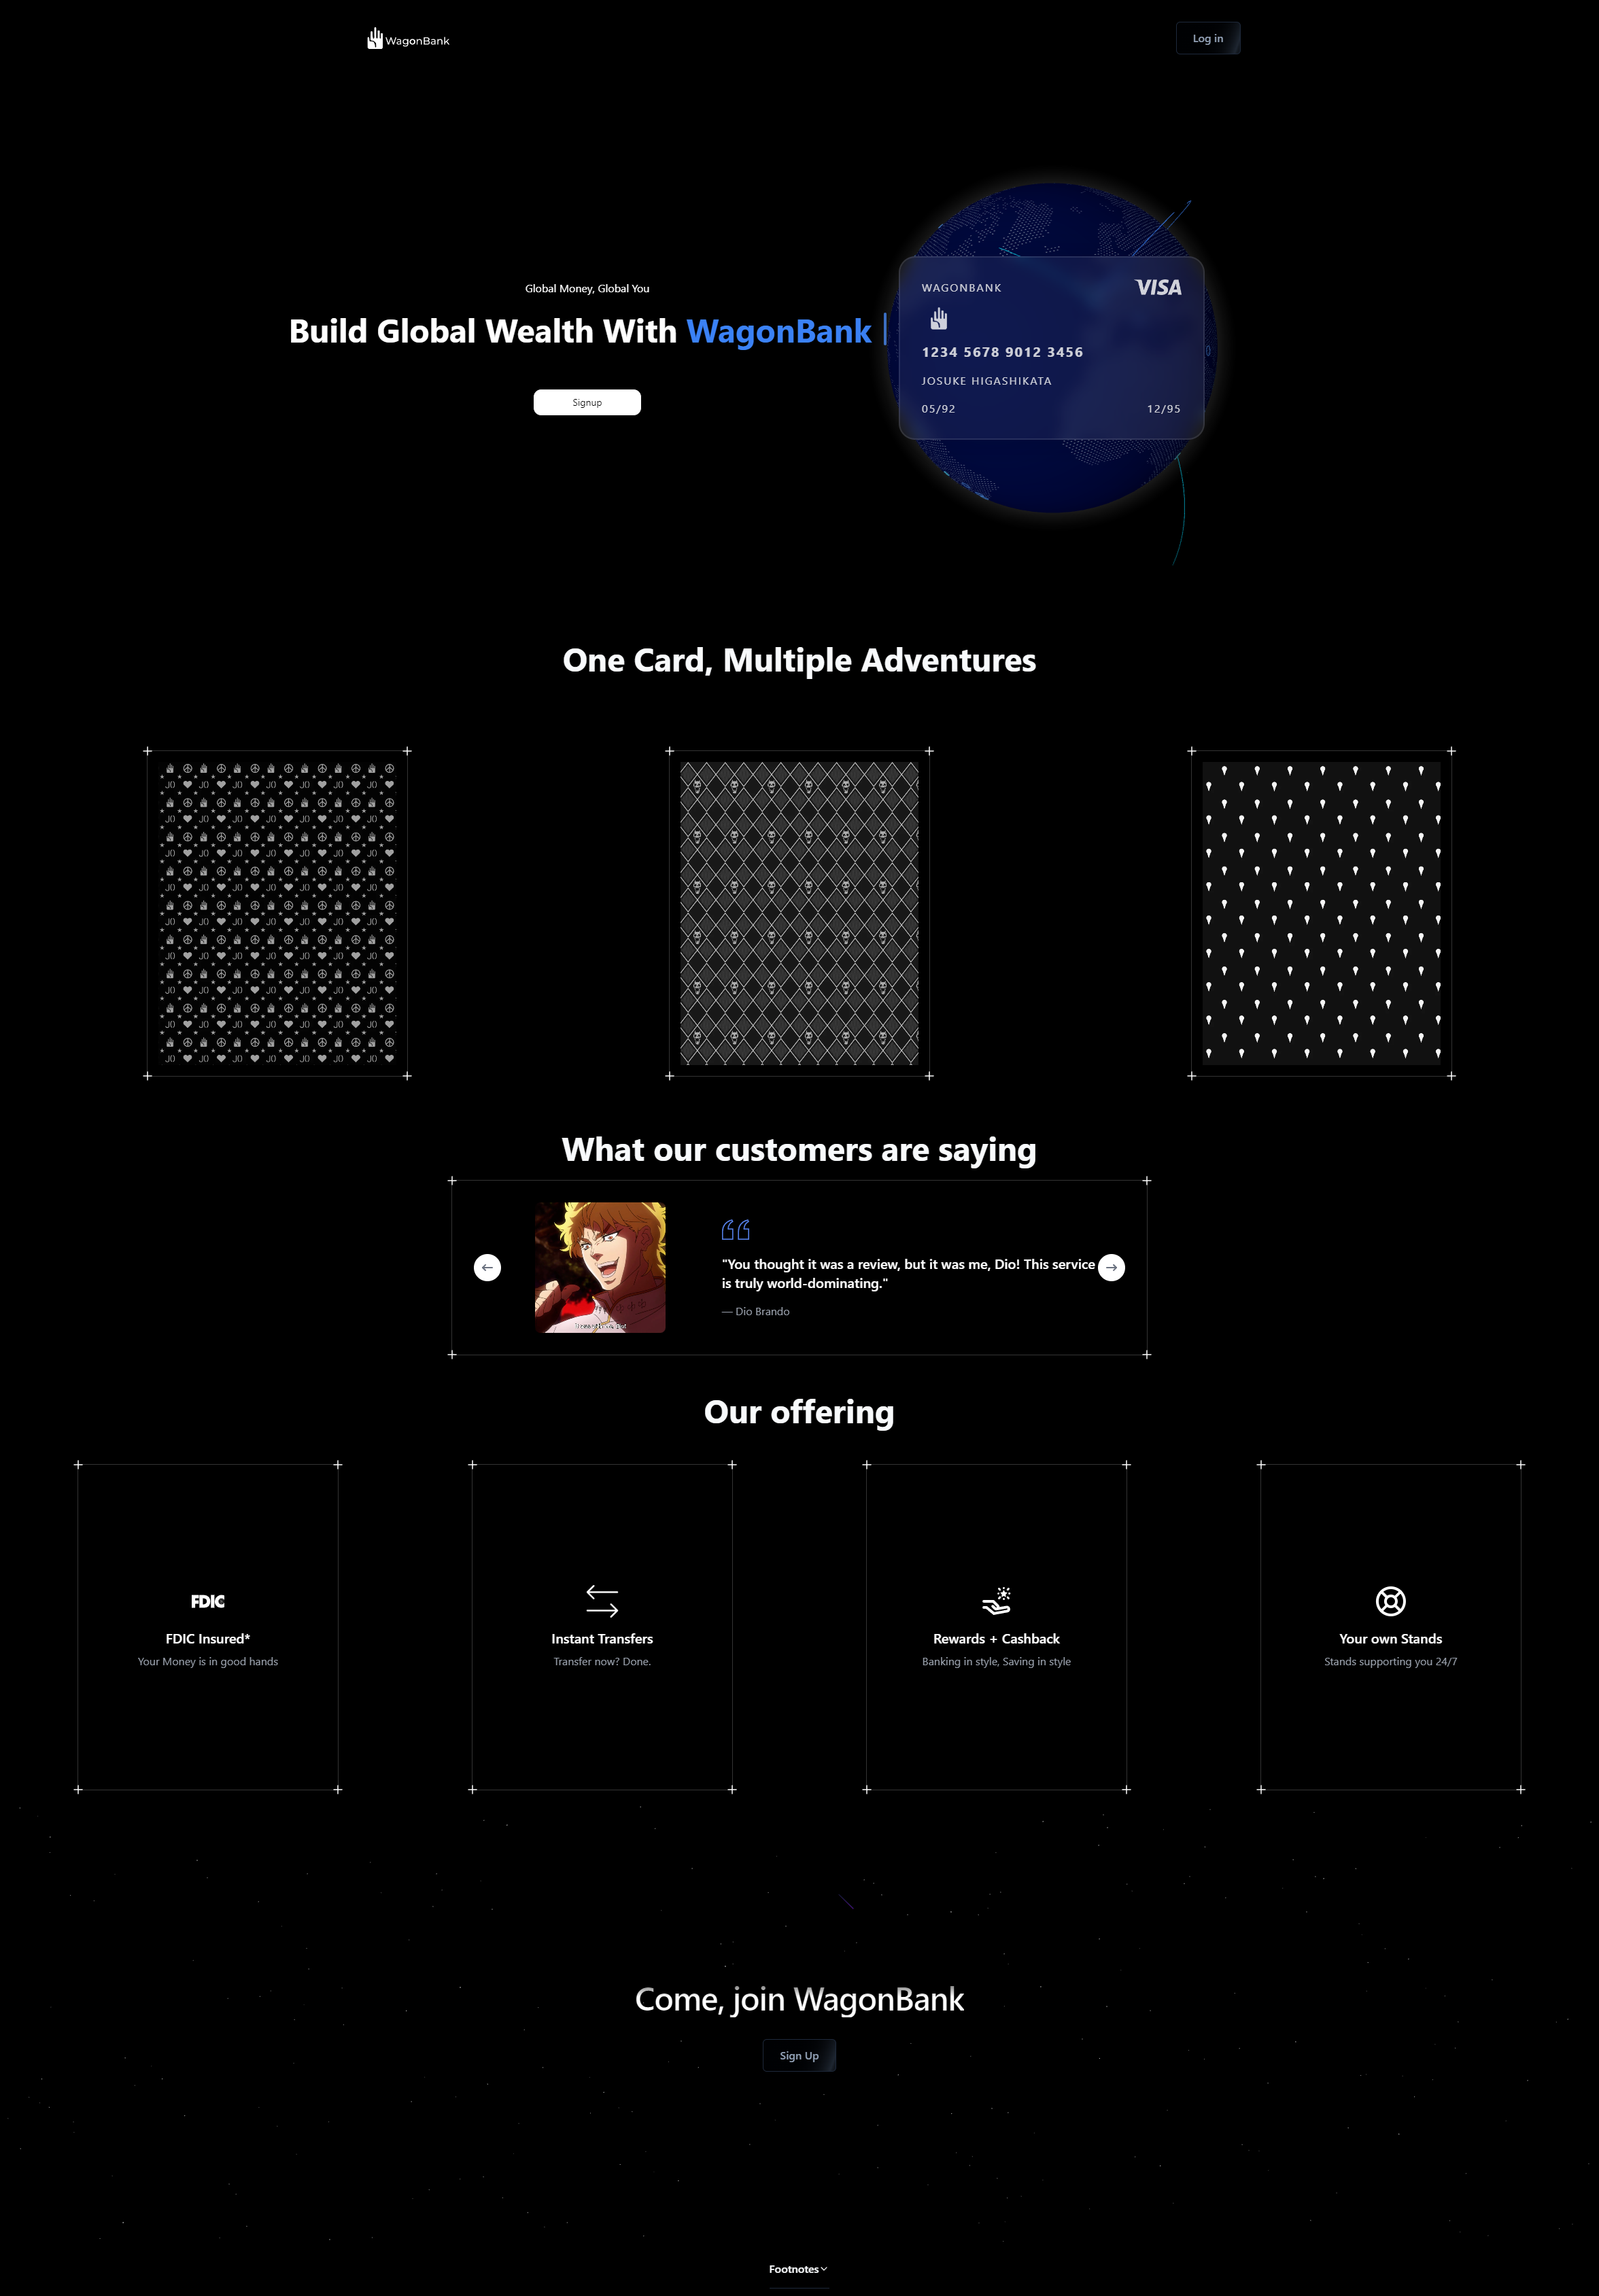 WagonBank
Log in
Global Money, Global You
Build Global Wealth With WagonBank
Signup
WAGONBANK
VISA
1234 5678 9012 3456
JOSUKE HIGASHIKATA
05/92
12/95
One Card, Multiple Adventures
What our customers are saying
"You thought it was a review, but it was me, Dio! This service
is truly world-dominating."
— Dio Brando
Our offering
FDIC
FDIC Insured*
Your Money is in good hands
Instant Transfers
Transfer now? Done.
Rewards + Cashback
Banking in style, Saving in style
Your own Stands
Stands supporting you 24/7
Come, join WagonBank
Sign Up
Footnotes